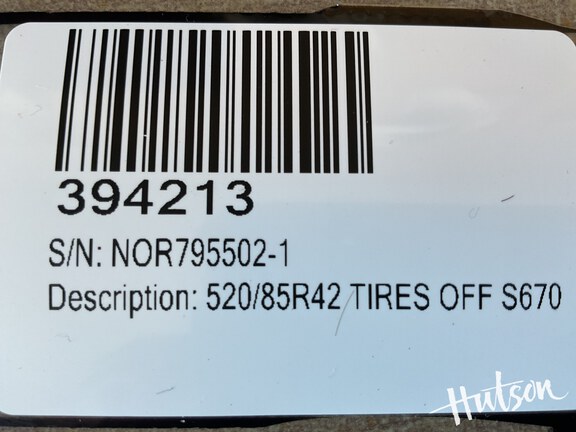 394213
S/N: NOR795502-1
Description: 520/85R42 TIRES OFF S670
Hutson